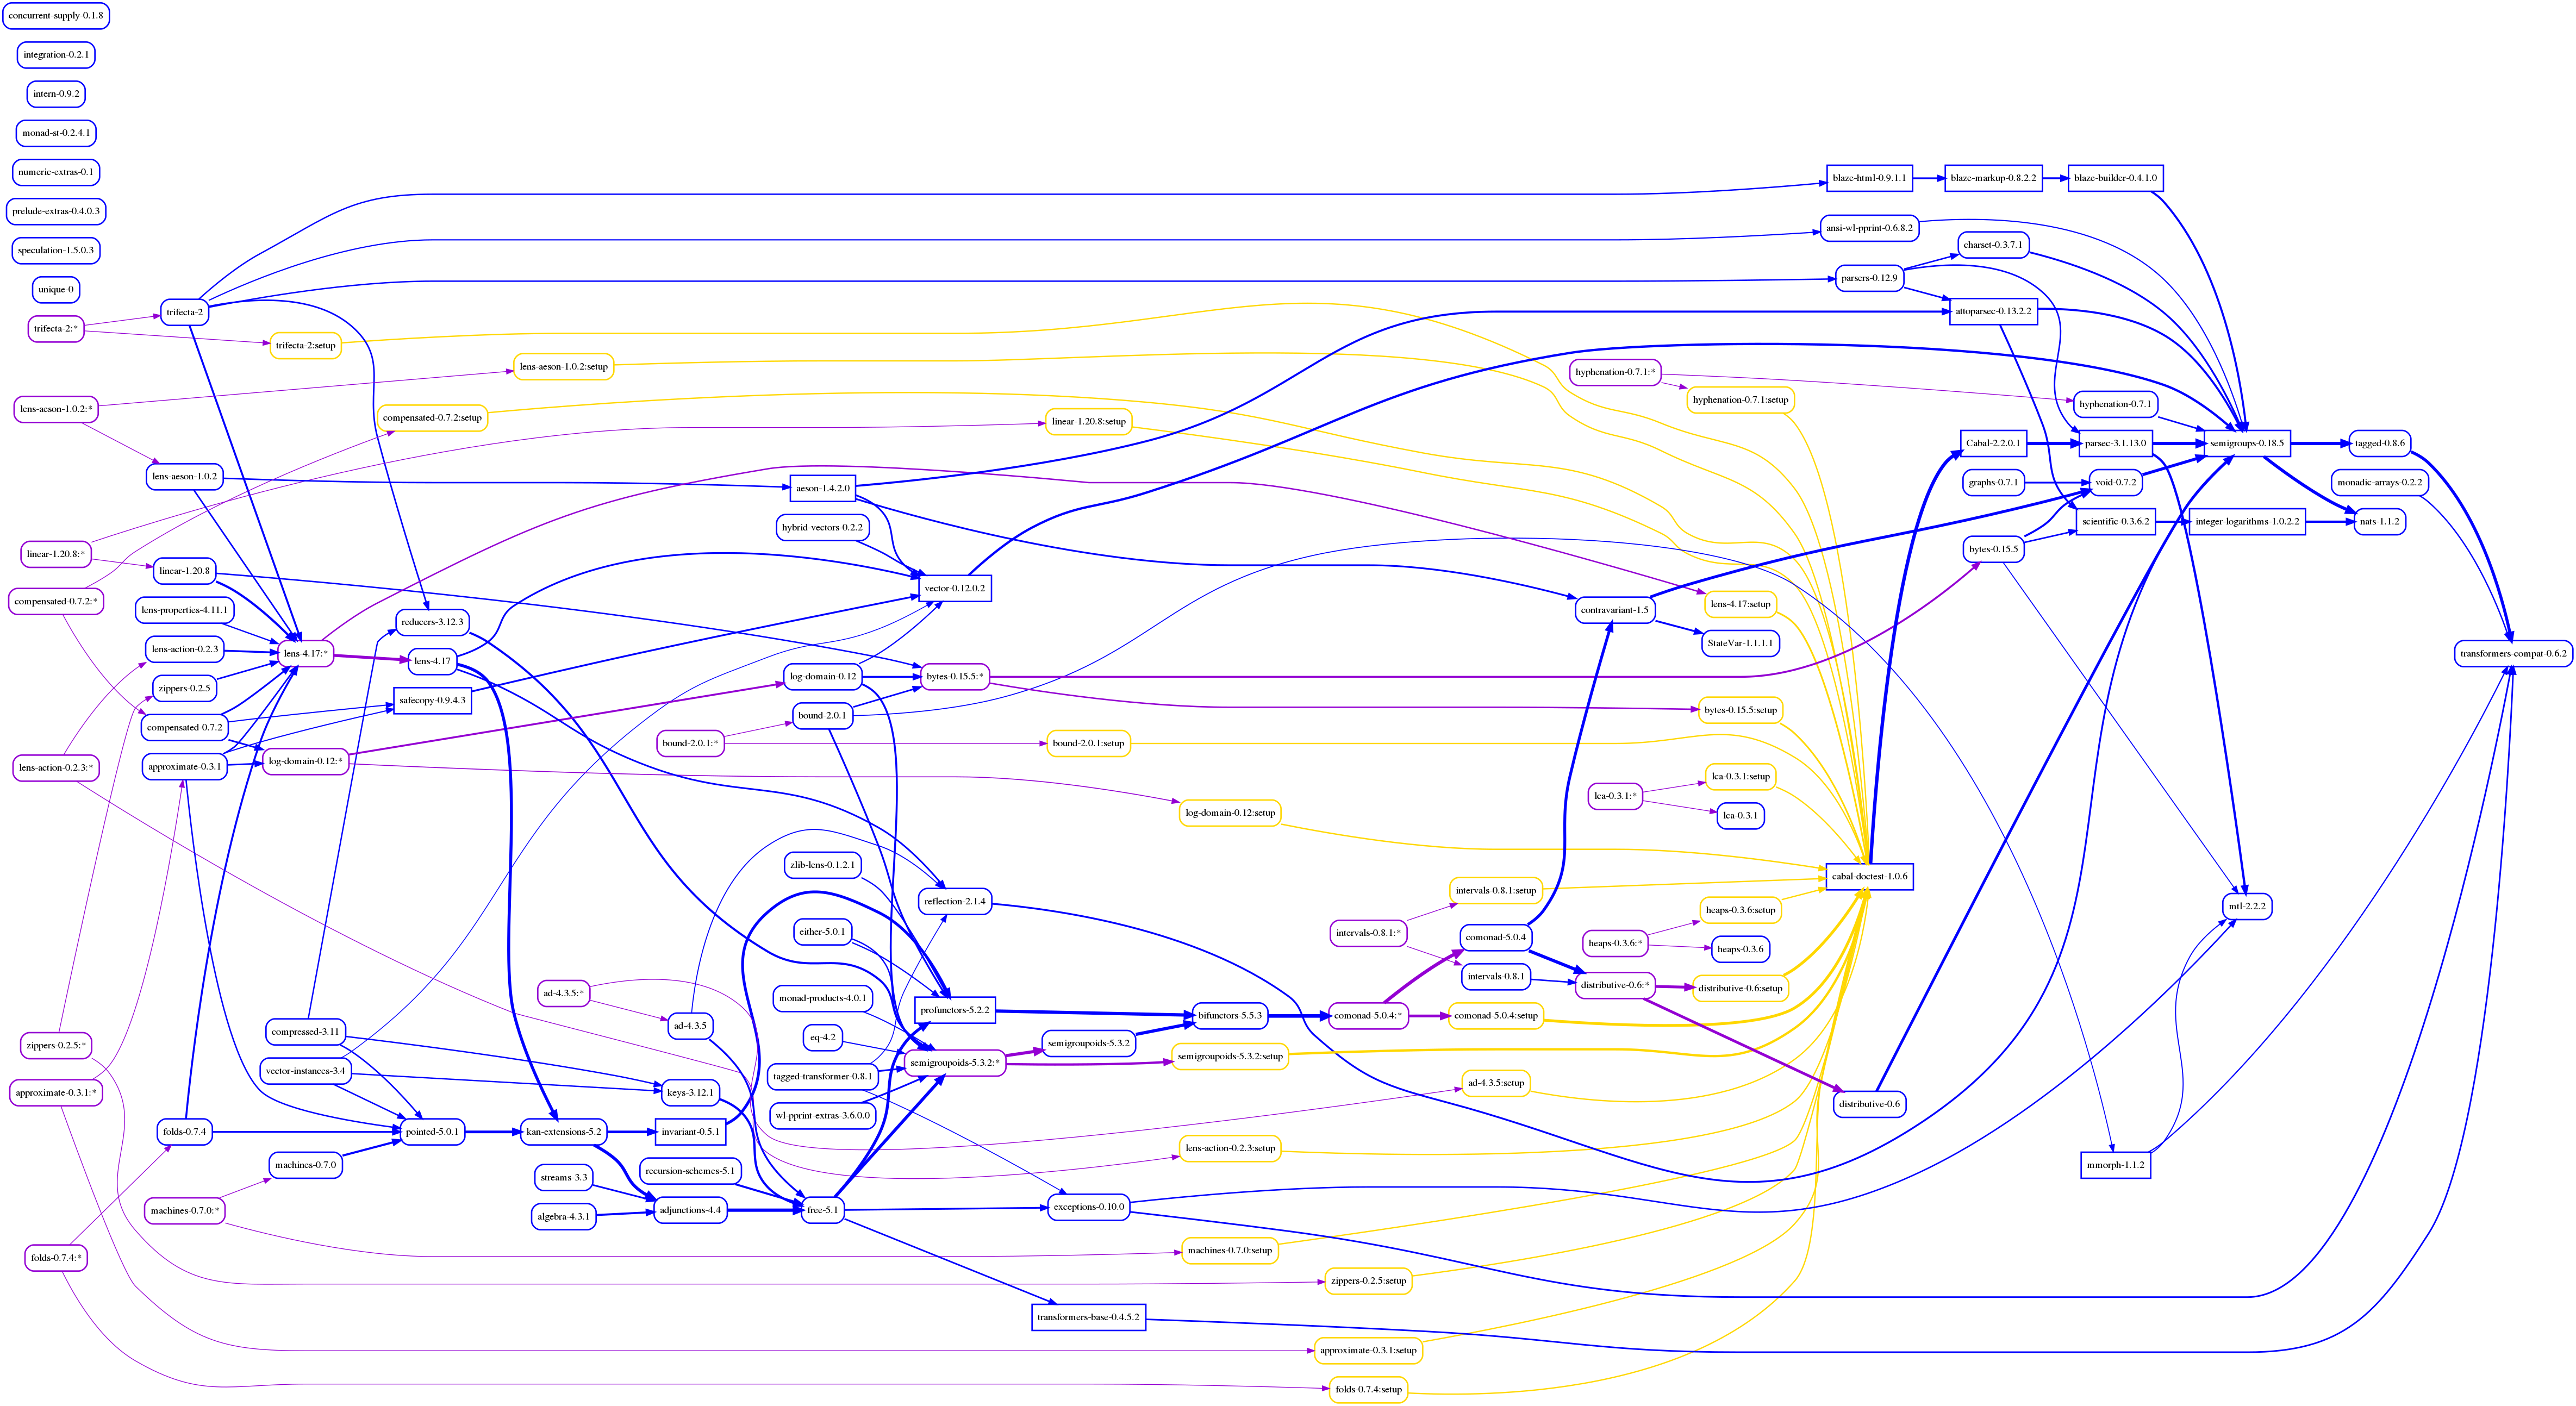 concurrent-supply-0.1.8
integration-0.2.1
intern-0.9.2
monad-st-0.2.4.1
numeric-extras-0.1
prelude-extras-0.4.0.3
speculation-1.5.0.3
unique-0
trifecta-2:*
lens-aeson-1.0.2:*
linear-1.20.8:*
compensated-0.7.2:*
lens-action-0.2.3:*
zippers-0.2.5:*
approximate-0.3.1:*
folds-0.7.4:*
trifecta-2
lens-aeson-1.0.2
linear-1.20.8
lens-properties-4.11.1
lens-action-0.2.3
zippers-0.2.5
compensated-0.7.2
approximate-0.3.1
folds-0.7.4
machines-0.7.0:*
trifecta-2:setup
lens-4.17:*
log-domain-0.12:*
compressed-3.11
vector-instances-3.4
machines-0.7.0
compensated-0.7.2:setup
reducers-3.12.3
lens-4.17
safecopy-0.9.4.3
pointed-5.0.1
lens-aeson-1.0.2:setup
ad-4.3.5:*
kan-extensions-5.2
streams-3.3
algebra-4.3.1
bound-2.0.1:*
ad-4.3.5
keys-3.12.1
invariant-0.5.1
recursion-schemes-5.1
adjunctions-4.4
aeson-1.4.2.0
hybrid-vectors-0.2.2
log-domain-0.12
bound-2.0.1
zlib-lens-0.1.2.1
either-5.0.1
monad-products-4.0.1
eq-4.2
tagged-transformer-0.8.1
wl-pprint-extras-3.6.0.0
free-5.1
vector-0.12.0.2
bytes-0.15.5:*
reflection-2.1.4
profunctors-5.2.2
semigroupoids-5.3.2:*
linear-1.20.8:setup
bound-2.0.1:setup
semigroupoids-5.3.2
exceptions-0.10.0
transformers-base-0.4.5.2
log-domain-0.12:setup
bifunctors-5.5.3
semigroupoids-5.3.2:setup
lens-action-0.2.3:setup
machines-0.7.0:setup
intervals-0.8.1:*
comonad-5.0.4:*
zippers-0.2.5:setup
approximate-0.3.1:setup
folds-0.7.4:setup
intervals-0.8.1:setup
comonad-5.0.4
intervals-0.8.1
comonad-5.0.4:setup
ad-4.3.5:setup
hyphenation-0.7.1:*
contravariant-1.5
lca-0.3.1:*
heaps-0.3.6:*
distributive-0.6:*
hyphenation-0.7.1:setup
lens-4.17:setup
StateVar-1.1.1.1
bytes-0.15.5:setup
lca-0.3.1:setup
lca-0.3.1
heaps-0.3.6:setup
heaps-0.3.6
distributive-0.6:setup
blaze-html-0.9.1.1
ansi-wl-pprint-0.6.8.2
parsers-0.12.9
cabal-doctest-1.0.6
distributive-0.6
blaze-markup-0.8.2.2
charset-0.3.7.1
attoparsec-0.13.2.2
Cabal-2.2.0.1
graphs-0.7.1
bytes-0.15.5
blaze-builder-0.4.1.0
hyphenation-0.7.1
parsec-3.1.13.0
void-0.7.2
scientific-0.3.6.2
mmorph-1.1.2
semigroups-0.18.5
integer-logarithms-1.0.2.2
mtl-2.2.2
tagged-0.8.6
monadic-arrays-0.2.2
nats-1.1.2
transformers-compat-0.6.2